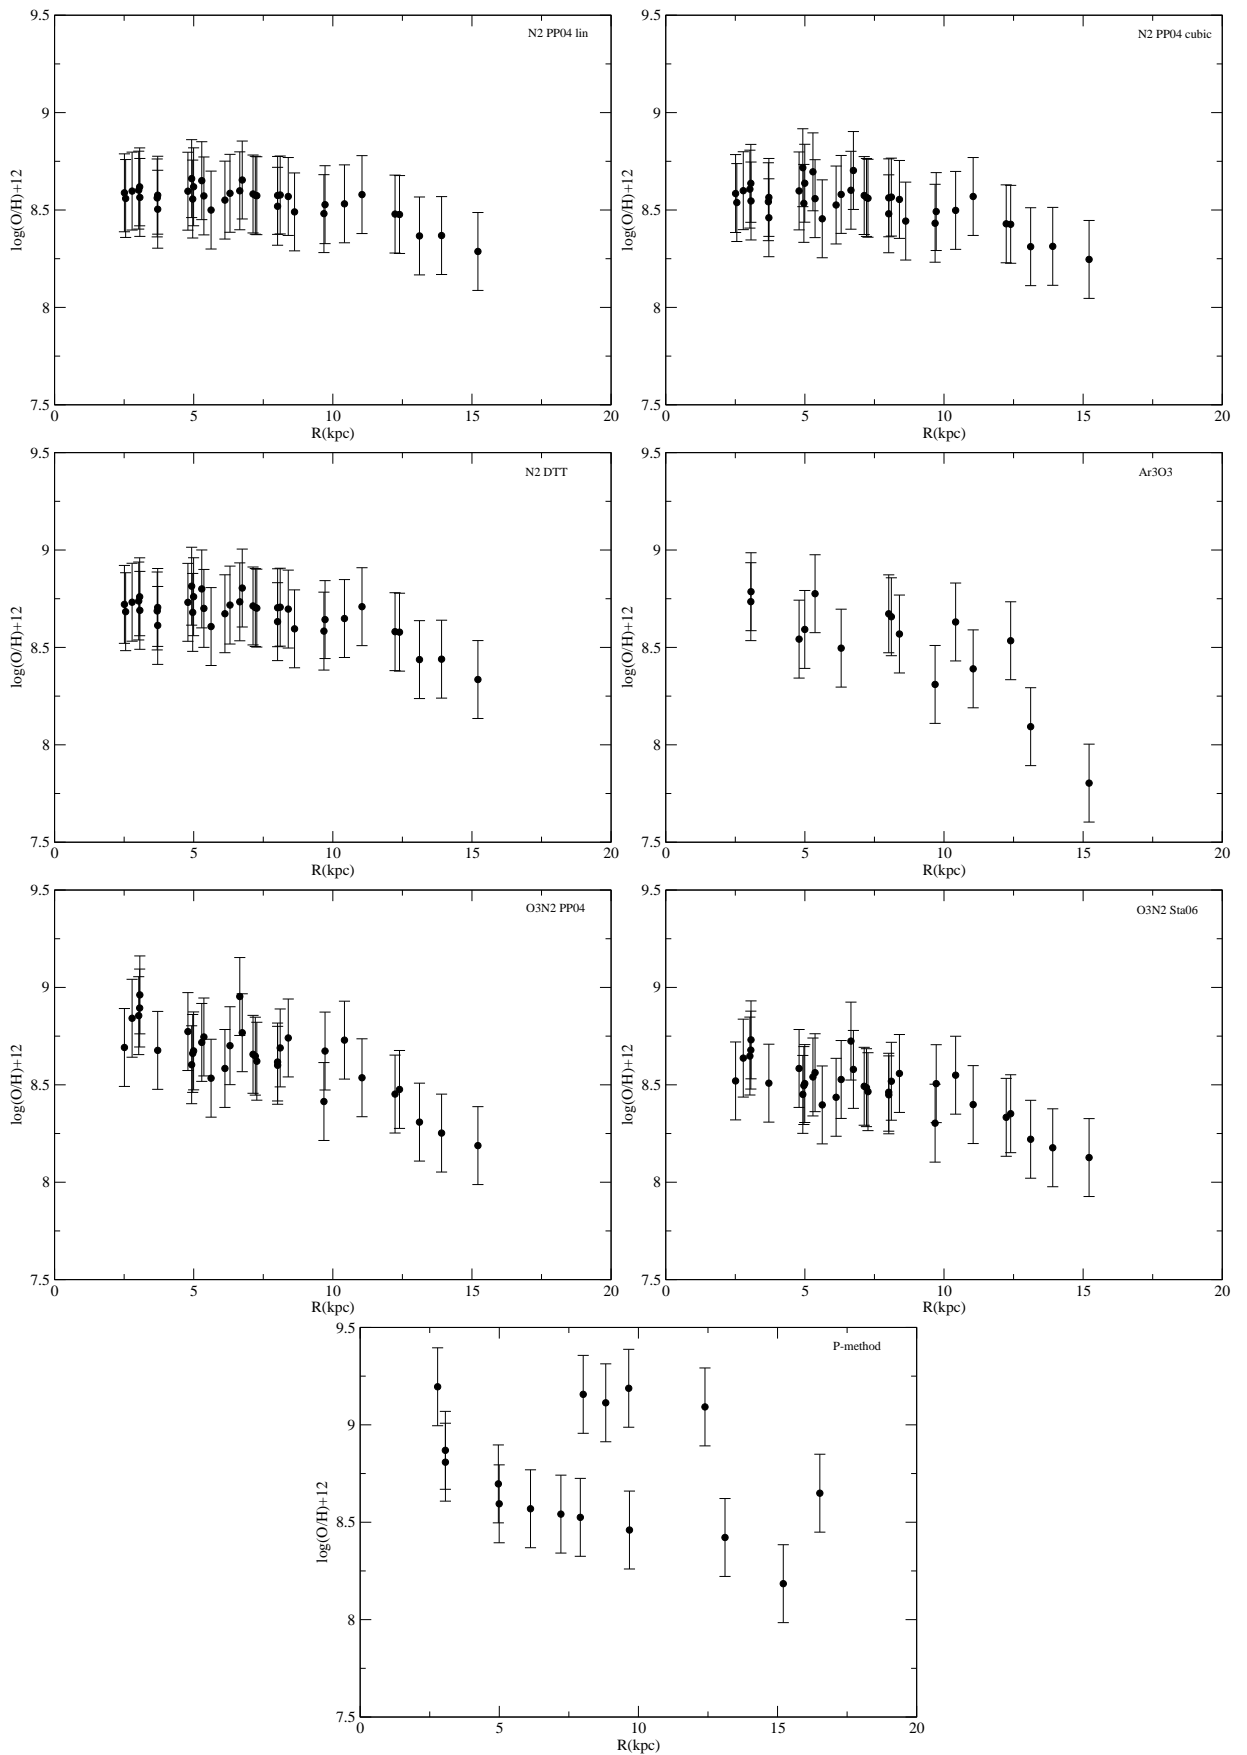 N2 PP04 lin
9.5
9
8.5
8
7.5
log(O/H)+12
0 5 10 15 20
R(kpc)
N2 PP04 cubic
9.5
9
8.5
8
7.5
log(O/H)+12
0 5 10 15 20
R(kpc)
N2 DTT
9.5
9
8.5
8
7.5
log(O/H)+12
0 5 10 15 20
R(kpc)
Ar3O3
9.5
9
8.5
8
7.5
log(O/H)+12
0 5 10 15 20
R(kpc)
O3N2 PP04
9.5
9
8.5
8
7.5
log(O/H)+12
0 5 10 15 20
R(kpc)
O3N2 Sta06
9.5
9
8.5
8
7.5
log(O/H)+12
0 5 10 15 20
R(kpc)
P-method
9.5
9
8.5
8
7.5
log(O/H)+12
0 5 10 15 20
R(kpc)